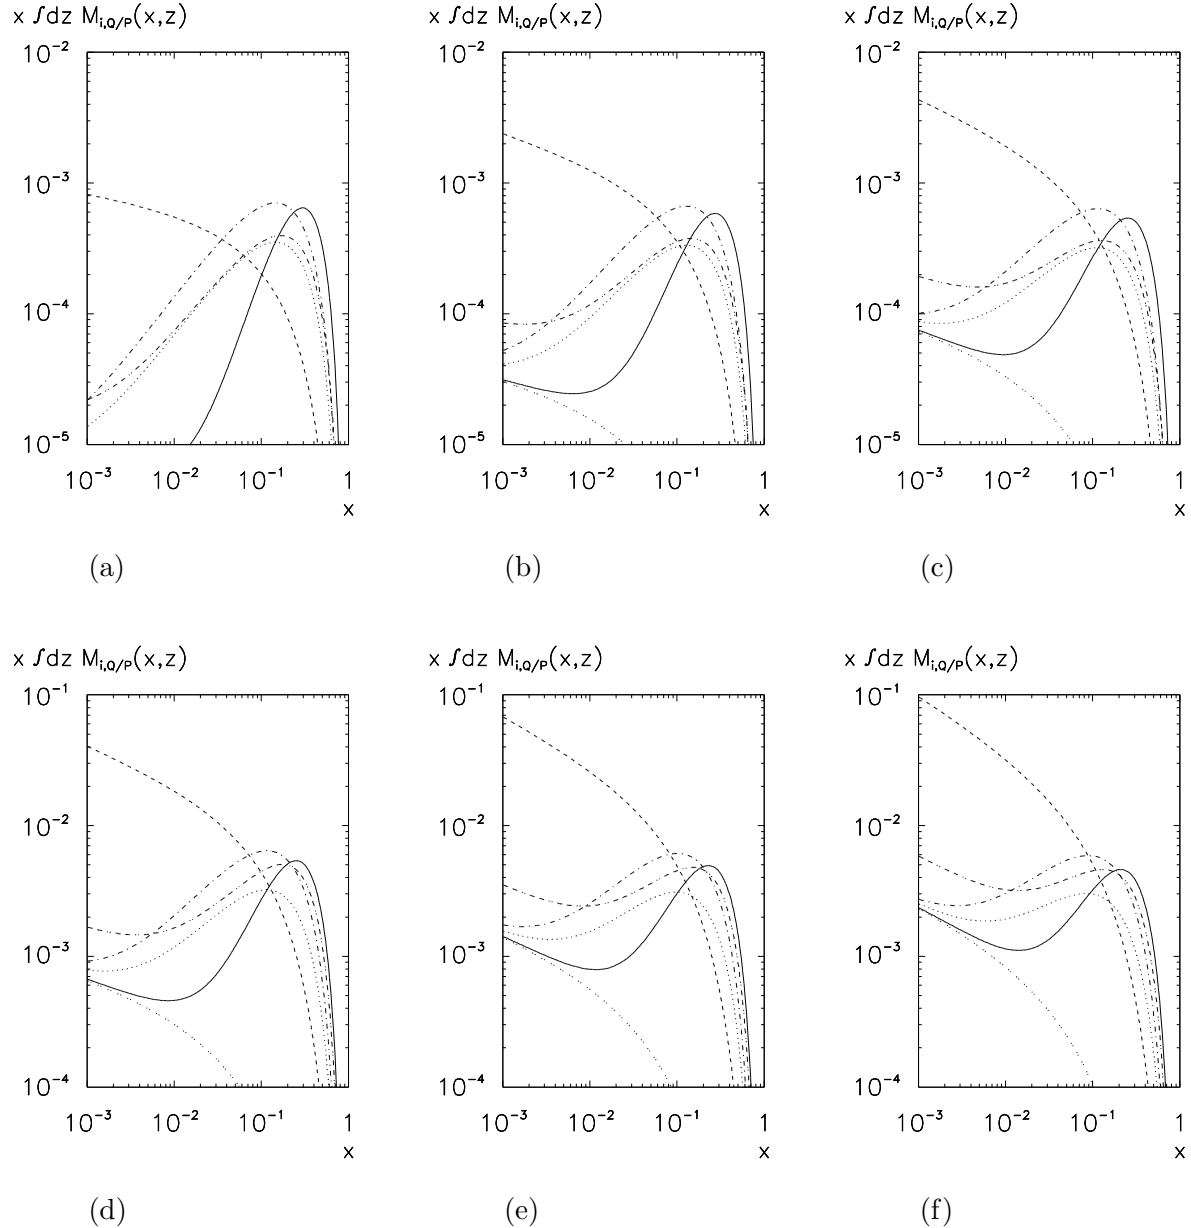 x ∫dz M_{i,Q/P}(x,z)
x ∫dz M_{i,Q/P}(x,z)
x ∫dz M_{i,Q/P}(x,z)
10^{-2}
10^{-2}
10^{-2}
10^{-3}
10^{-3}
10^{-3}
10^{-4}
10^{-4}
10^{-4}
10^{-5}
10^{-5}
10^{-5}
10^{-3} 10^{-2} 10^{-1} 1
10^{-3} 10^{-2} 10^{-1} 1
10^{-3} 10^{-2} 10^{-1} 1
x
x
x
(a)
(b)
(c)
x ∫dz M_{i,Q/P}(x,z)
x ∫dz M_{i,Q/P}(x,z)
x ∫dz M_{i,Q/P}(x,z)
10^{-1}
10^{-1}
10^{-1}
10^{-2}
10^{-2}
10^{-2}
10^{-3}
10^{-3}
10^{-3}
10^{-4}
10^{-4}
10^{-4}
10^{-3} 10^{-2} 10^{-1} 1
10^{-3} 10^{-2} 10^{-1} 1
10^{-3} 10^{-2} 10^{-1} 1
x
x
x
(d)
(e)
(f)